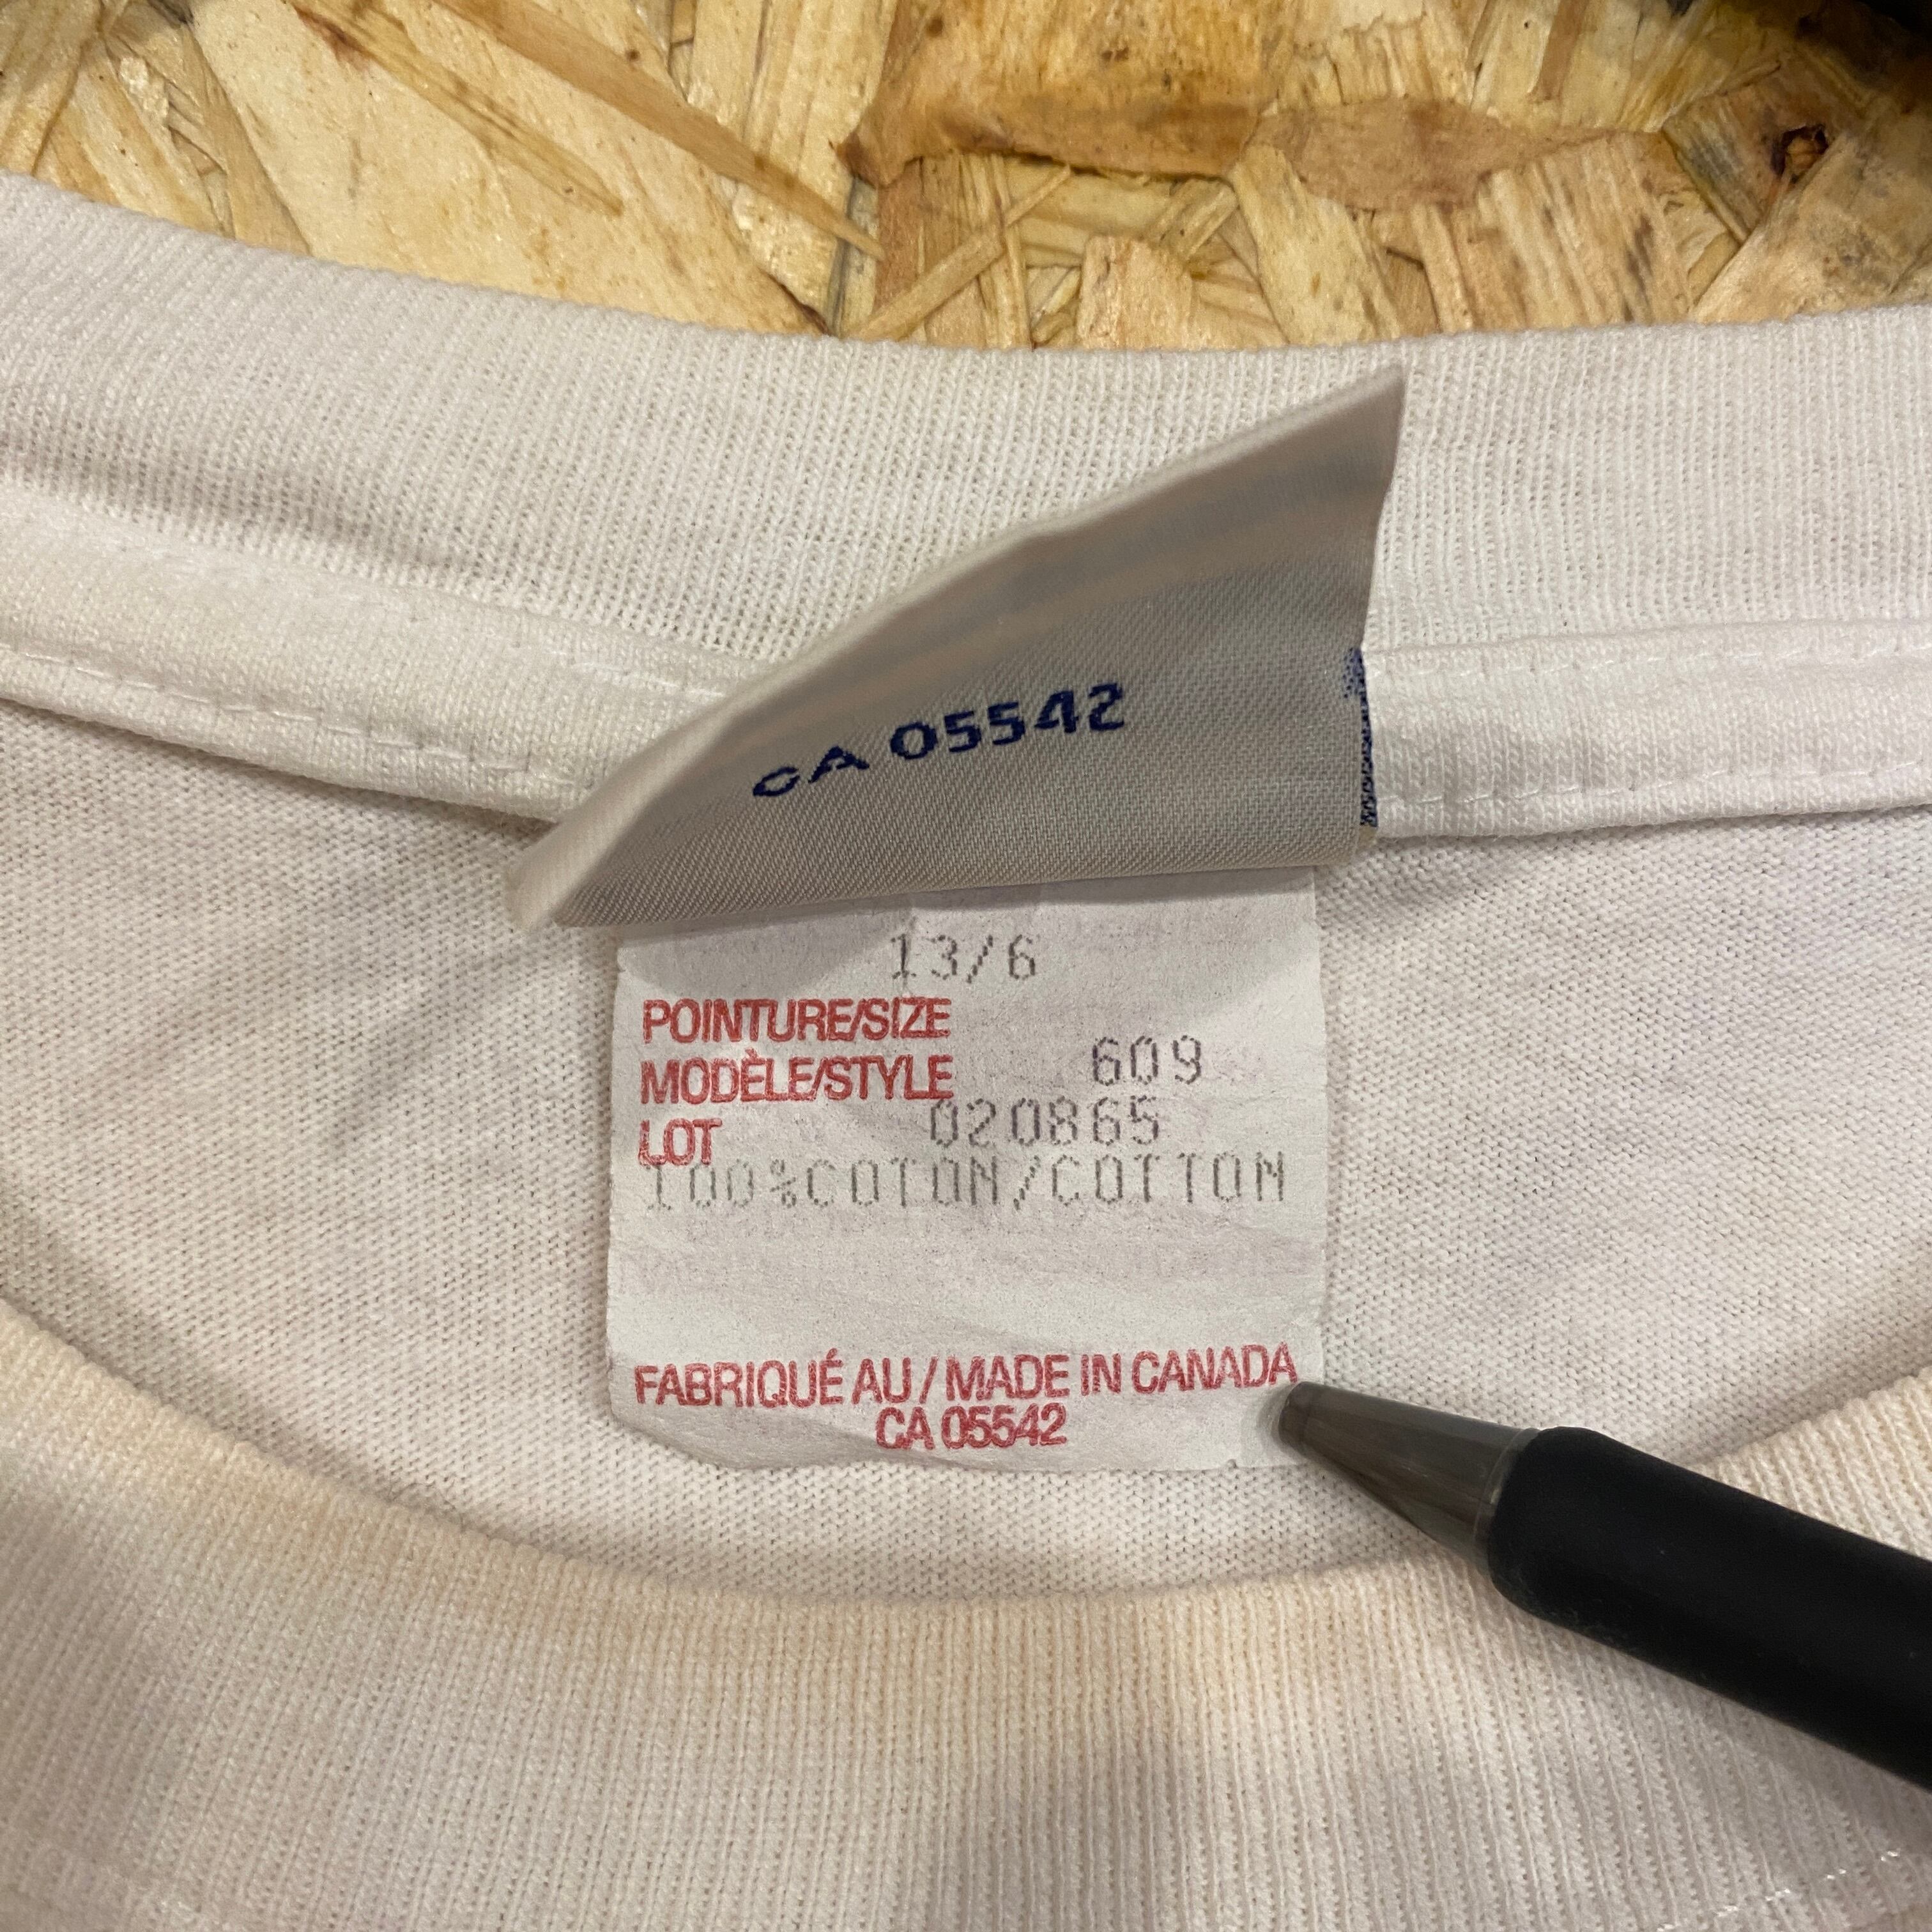 CA 05542
13/6
POINTURE/SIZE
MODÈLE/STYLE 609
LOT 020865
100%COTON/COTTON
FABRIQUÉ AU / MADE IN CANADA
CA 05542